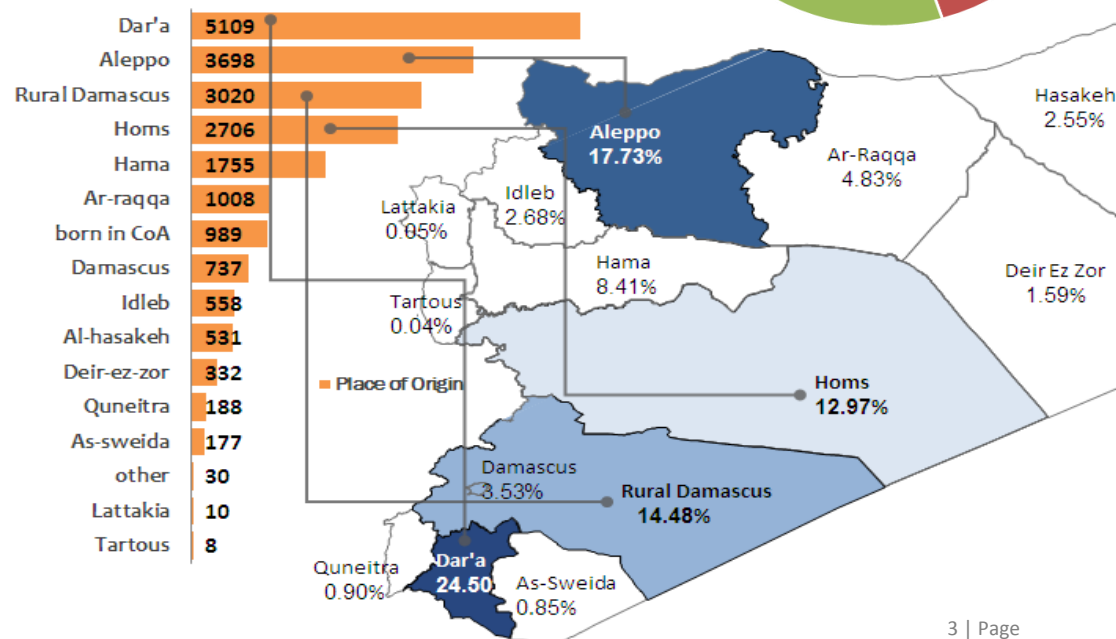 Dar'a 5109
Aleppo 3698
Rural Damascus 3020
Homs 2706
Hama 1755
Ar-raqqa 1008
born in CoA 989
Damascus 737
Idleb 558
Al-hasakeh 531
Deir-ez-zor 332
Quneitra 188
As-sweida 177
other 30
Lattakia 10
Tartous 8
Place of Origin
Hasakeh
2.55%
Aleppo
17.73%
Ar-Raqqa
4.83%
Idleb
2.68%
Lattakia
0.05%
Hama
8.41%
Deir Ez Zor
1.59%
Tartous
0.04%
Homs
12.97%
Damascus
3.53%
Rural Damascus
14.48%
Dar'a
24.50
Quneitra
0.90%
As-Sweida
0.85%
3 | Page